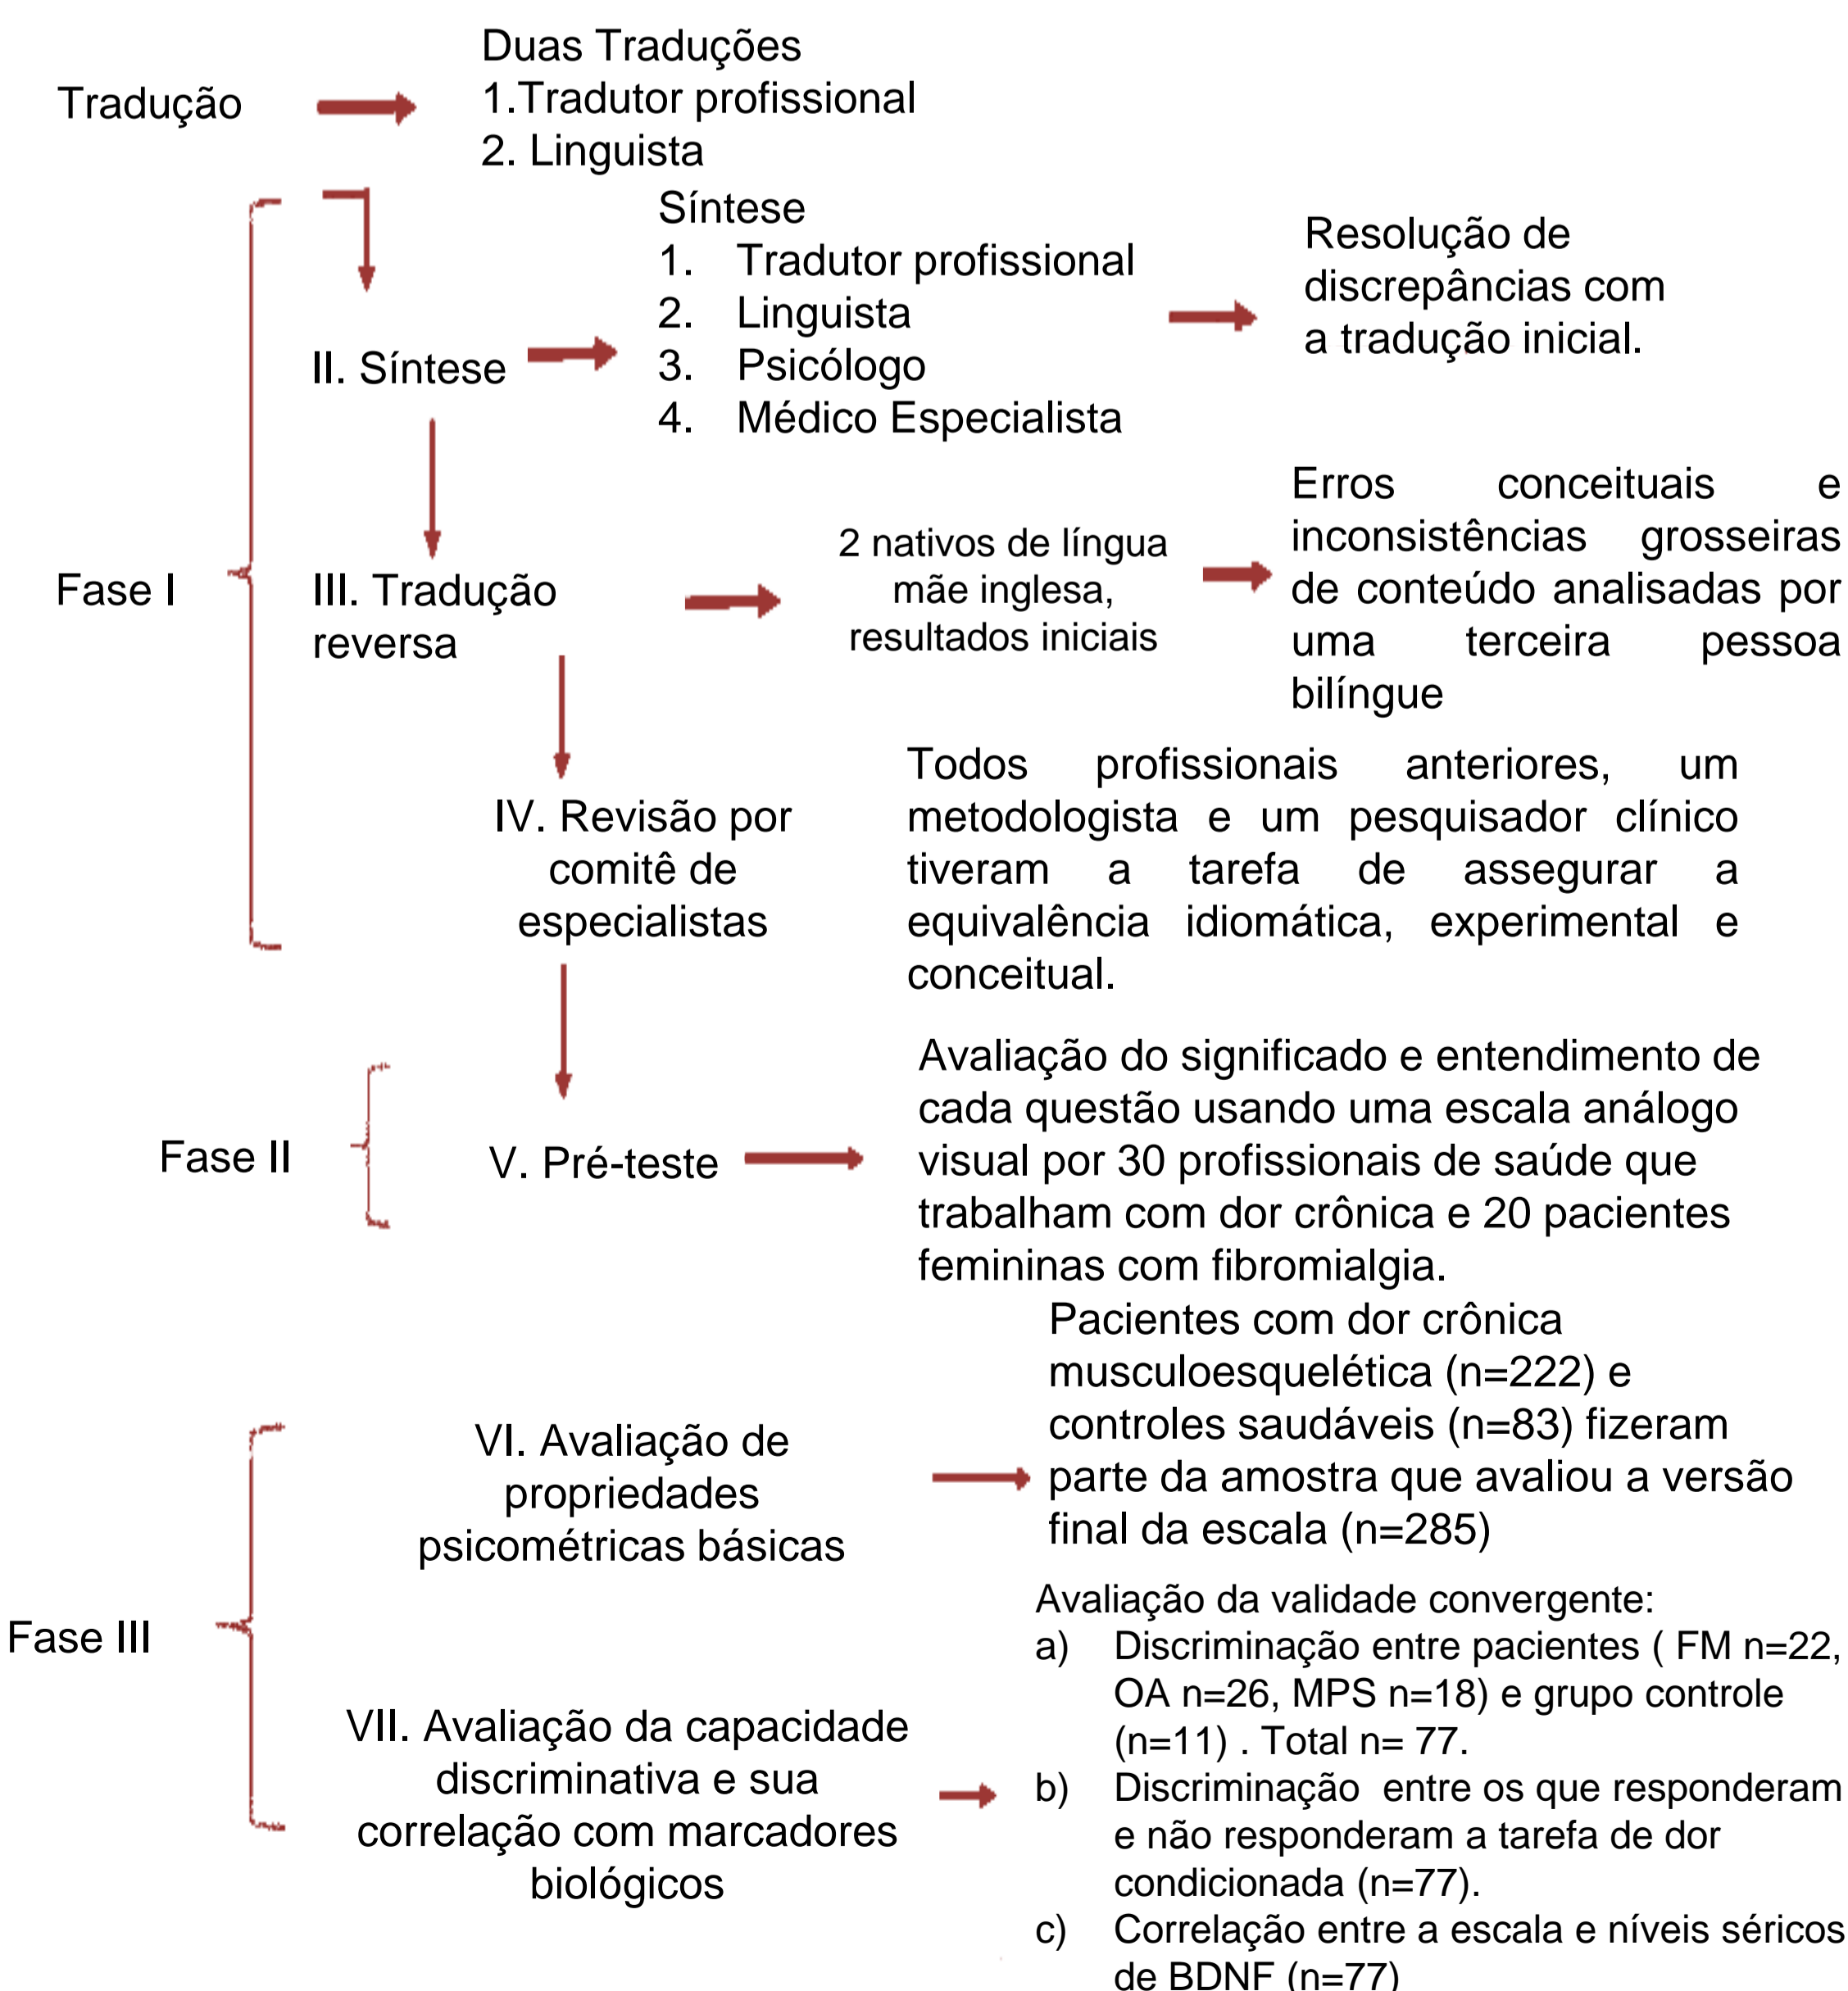 Duas Traduções
Tradução
1.Tradutor profissional
2. Linguista
Síntese
1. Tradutor profissional
2. Linguista
3. Psicólogo
4. Médico Especialista
Resolução de
discrepâncias com
a tradução inicial.
II. Síntese
Fase I
III. Tradução
reversa
2 nativos de língua
mãe inglesa,
resultados iniciais
Erros conceituais e
inconsistências grosseiras
de conteúdo analisadas por
uma terceira pessoa
bilíngue
IV. Revisão por
comitê de
especialistas
Todos profissionais anteriores, um
metodologista e um pesquisador clínico
tiveram a tarefa de assegurar a
equivalência idiomática, experimental e
conceitual.
Fase II
V. Pré-teste
Avaliação do significado e entendimento de
cada questão usando uma escala análogo
visual por 30 profissionais de saúde que
trabalham com dor crônica e 20 pacientes
femininas com fibromialgia.
Fase III
VI. Avaliação de
propriedades
psicométricas básicas
Pacientes com dor crônica
musculoesquelética (n=222) e
controles saudáveis (n=83) fizeram
parte da amostra que avaliou a versão
final da escala (n=285)
VII. Avaliação da capacidade
discriminativa e sua
correlação com marcadores
biológicos
Avaliação da validade convergente:
a) Discriminação entre pacientes ( FM n=22,
OA n=26, MPS n=18) e grupo controle
(n=11) . Total n= 77.
b) Discriminação entre os que responderam
e não responderam a tarefa de dor
condicionada (n=77).
c) Correlação entre a escala e níveis séricos
de BDNF (n=77)